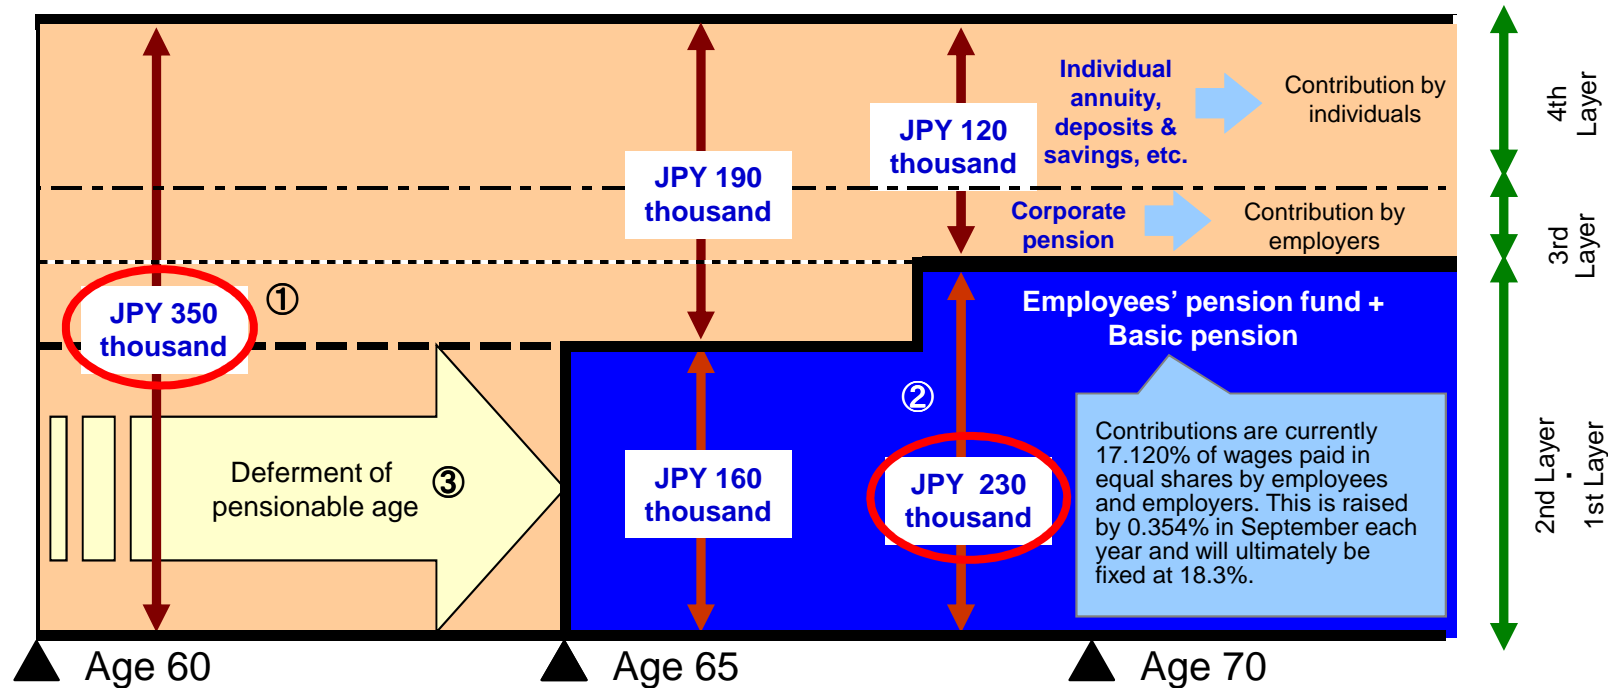 Individual
annuity,
deposits &
savings, etc.
Contribution by
individuals
JPY 120
thousand
4th
Layer
JPY 190
thousand
Corporate
pension
Contribution by
employers
3rd
Layer
JPY 350
thousand
①
Employees’ pension fund +
Basic pension
②
Contributions are currently
17.120% of wages paid in
equal shares by employees
and employers. This is raised
by 0.354% in September each
year and will ultimately be
fixed at 18.3%.
Deferment of
pensionable age
③
JPY 160
thousand
JPY 230
thousand
2nd Layer
・
1st Layer
Age 60
Age 65
Age 70